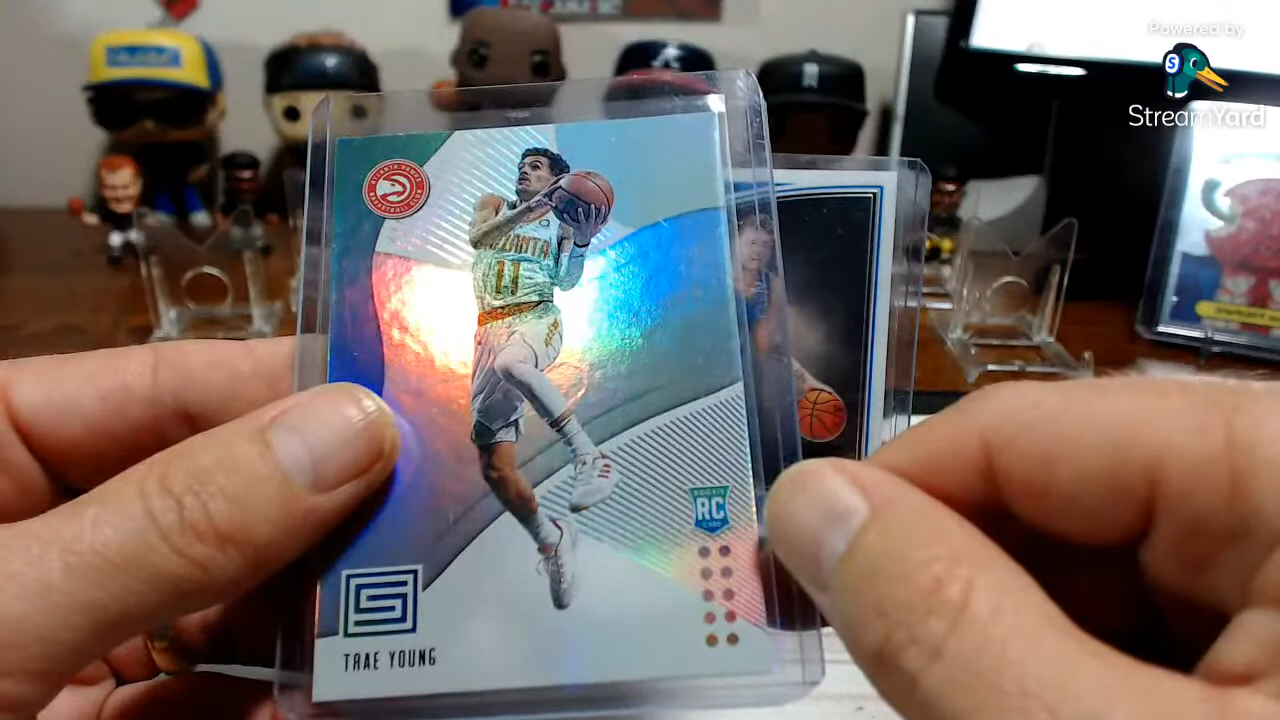 Powered by
StreamYard
ATLANTA HAWKS
BASKETBALL CLUB
ATLANTA
11
ROOKIE
RC
CARD
TRAE YOUNG